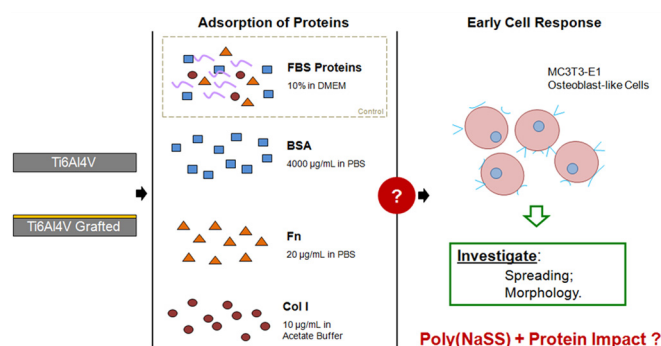 Adsorption of Proteins
Early Cell Response
FBS Proteins
10% in DMEM
Control
MC3T3-E1
Osteoblast-like Cells
BSA
4000 µg/mL in PBS
Ti6Al4V
Ti6Al4V Grafted
?
Fn
20 µg/mL in PBS
Investigate:
Spreading;
Morphology.
Col I
10 µg/mL in
Acetate Buffer
Poly(NaSS) + Protein Impact ?